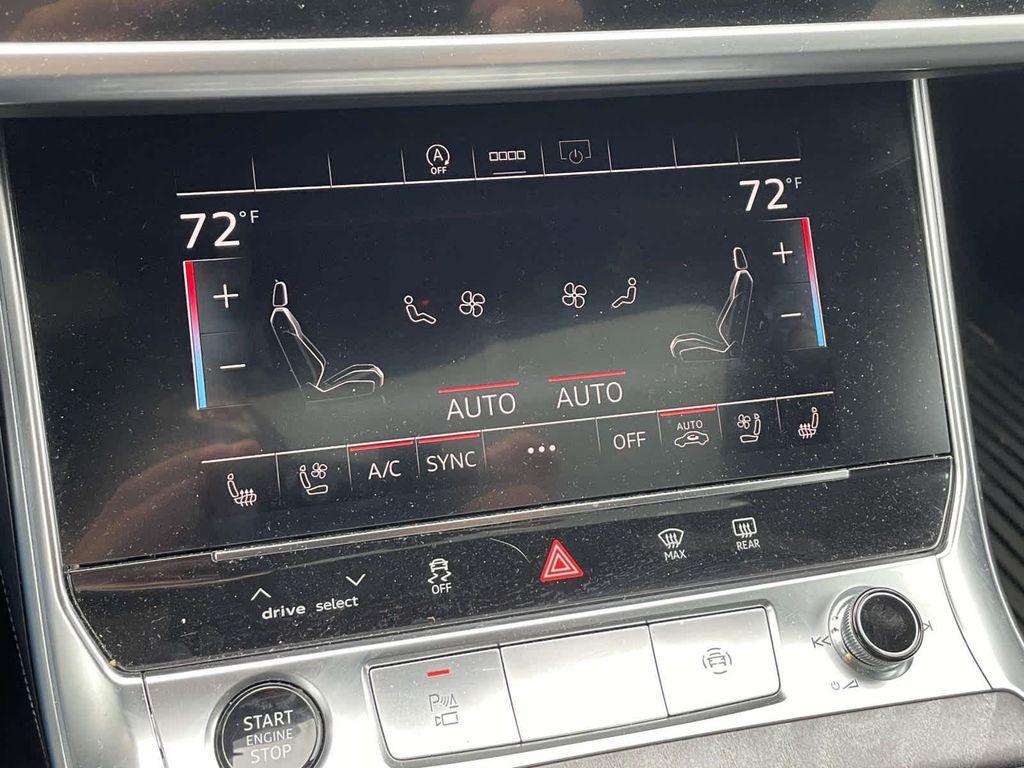 A
OFF
72°F
72°F
+
+
−
−
AUTO
AUTO
A/C
SYNC
...
OFF
AUTO
drive select
OFF
MAX
REAR
START
ENGINE
STOP
P